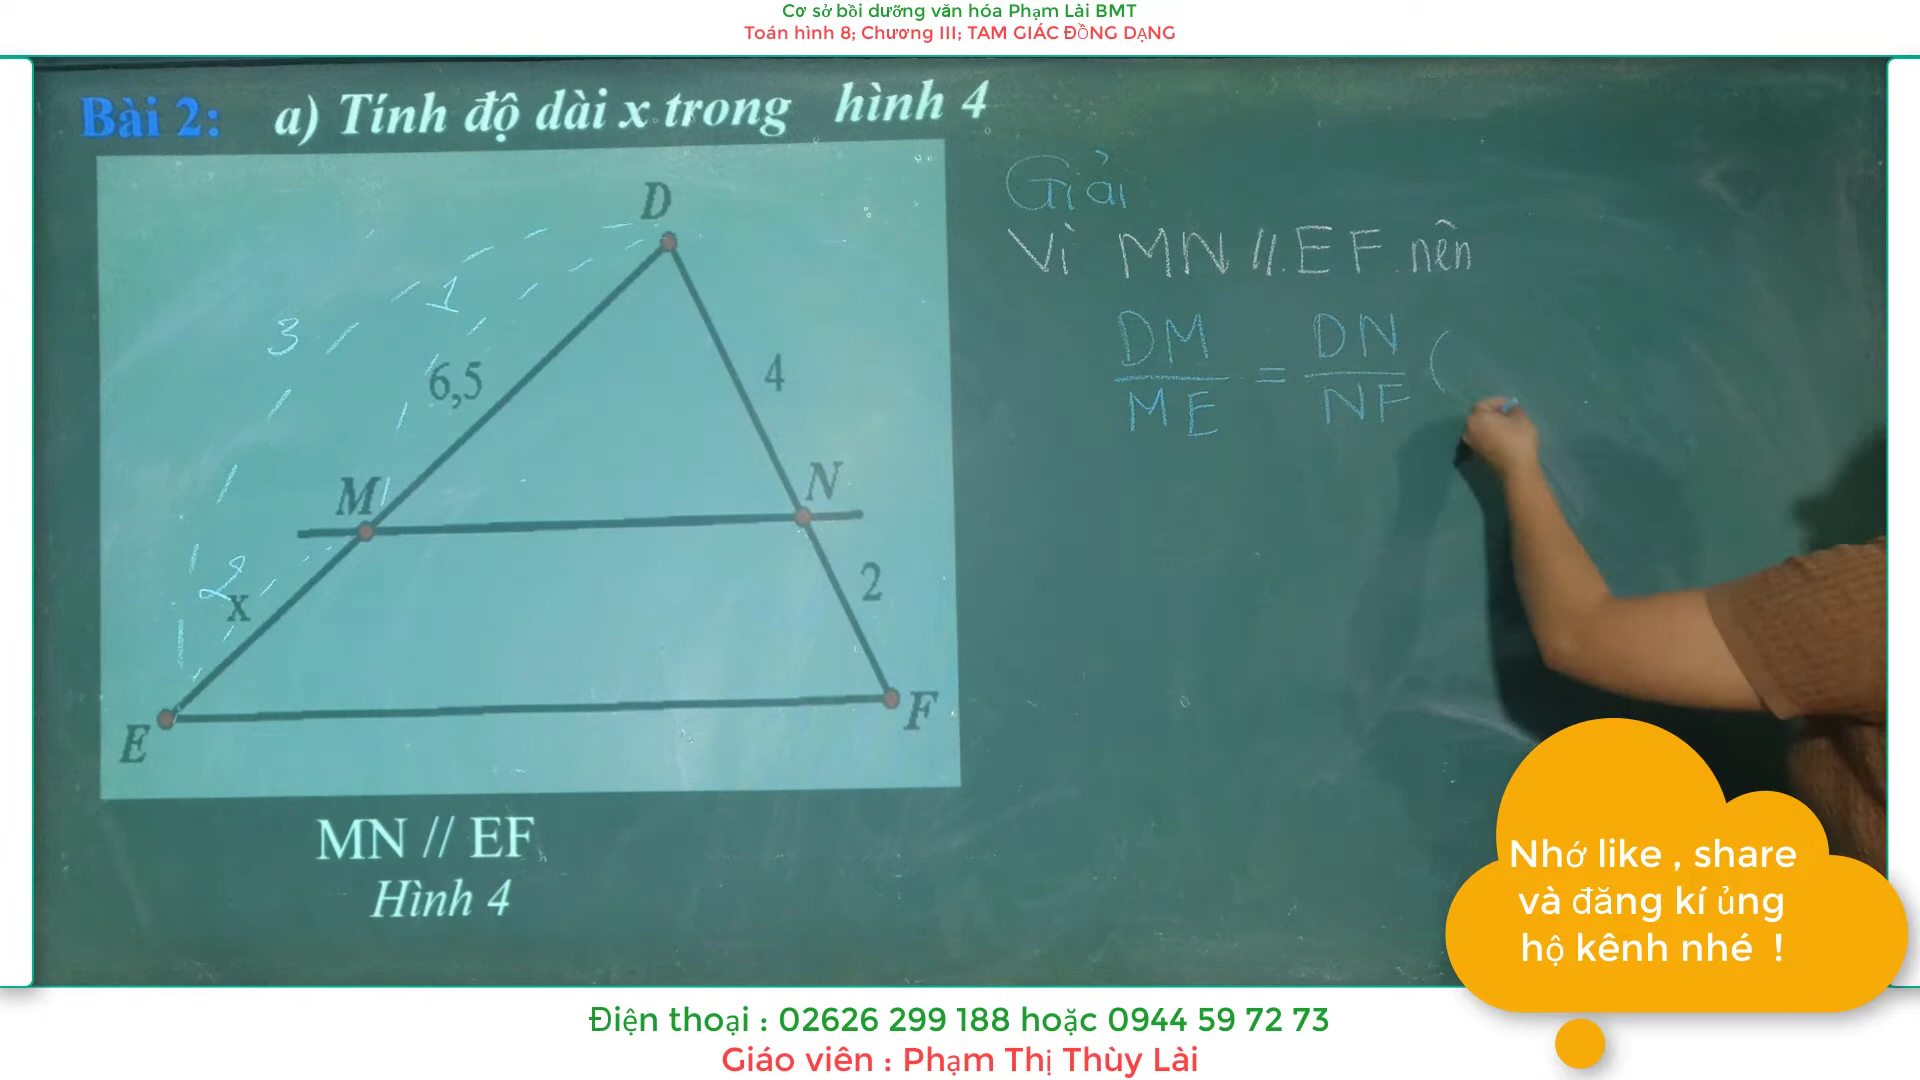 Cơ sở bồi dưỡng văn hóa Phạm Lài BMT
Toán hình 8; Chương III; TAM GIÁC ĐỒNG DẠNG
Bài 2: a) Tính độ dài x trong hình 4
D
1
3
6,5
4
M
N
2
x
2
E
F
MN // EF
Hình 4
Giải
Vì MN // EF nên
DM/ME = DN/NF (
Nhớ like , share
và đăng kí ủng
hộ kênh nhé !
Điện thoại : 02626 299 188 hoặc 0944 59 72 73
Giáo viên : Phạm Thị Thùy Lài